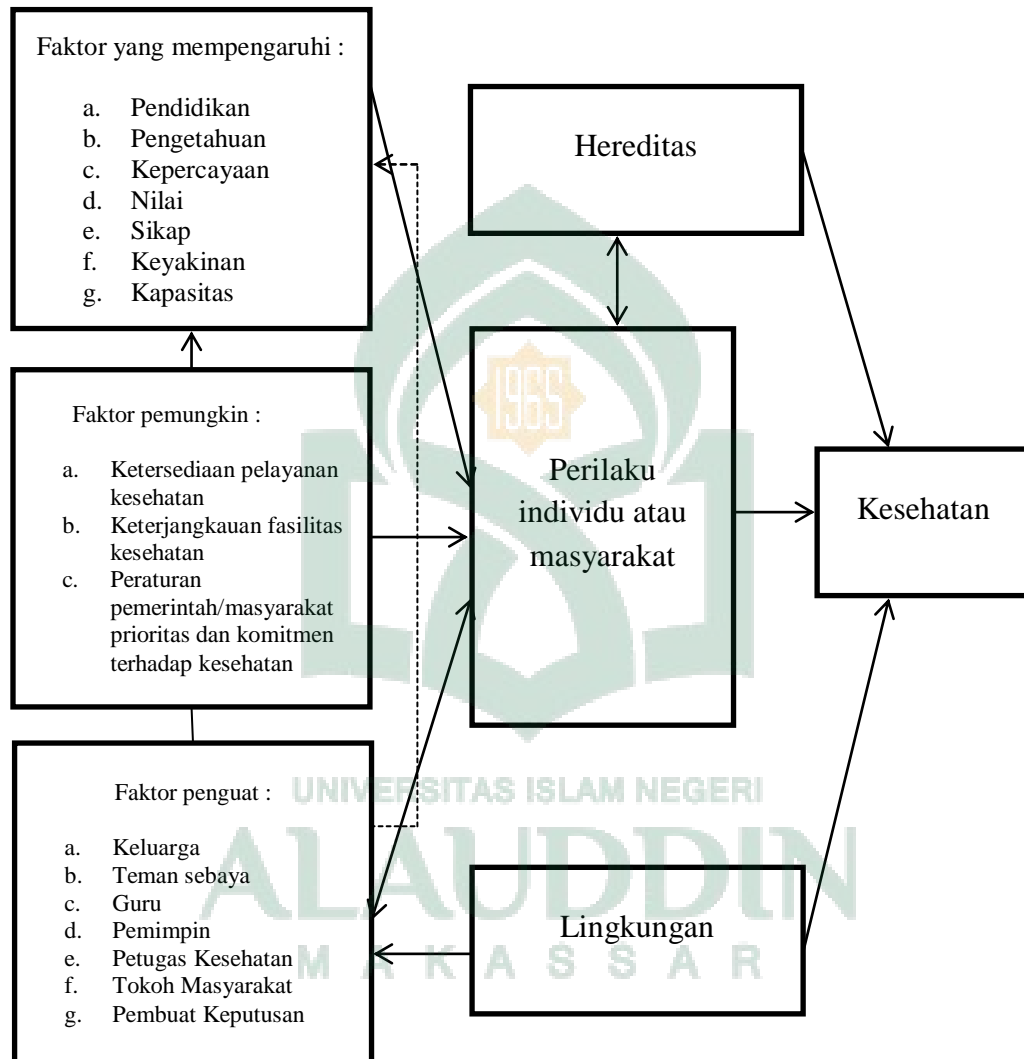 Faktor yang mempengaruhi :
a. Pendidikan
b. Pengetahuan
c. Kepercayaan
d. Nilai
e. Sikap
f. Keyakinan
g. Kapasitas
Hereditas
Faktor pemungkin :
a. Ketersediaan pelayanan
kesehatan
b. Keterjangkauan fasilitas
kesehatan
c. Peraturan
pemerintah/masyarakat
prioritas dan komitmen
terhadap kesehatan
1965
Perilaku
individu atau
masyarakat
Kesehatan
Faktor penguat :
a. Keluarga
b. Teman sebaya
c. Guru
d. Pemimpin
e. Petugas Kesehatan
f. Tokoh Masyarakat
g. Pembuat Keputusan
Lingkungan
UNIVERSITAS ISLAM NEGERI
ALAUDDIN
MAKASSAR